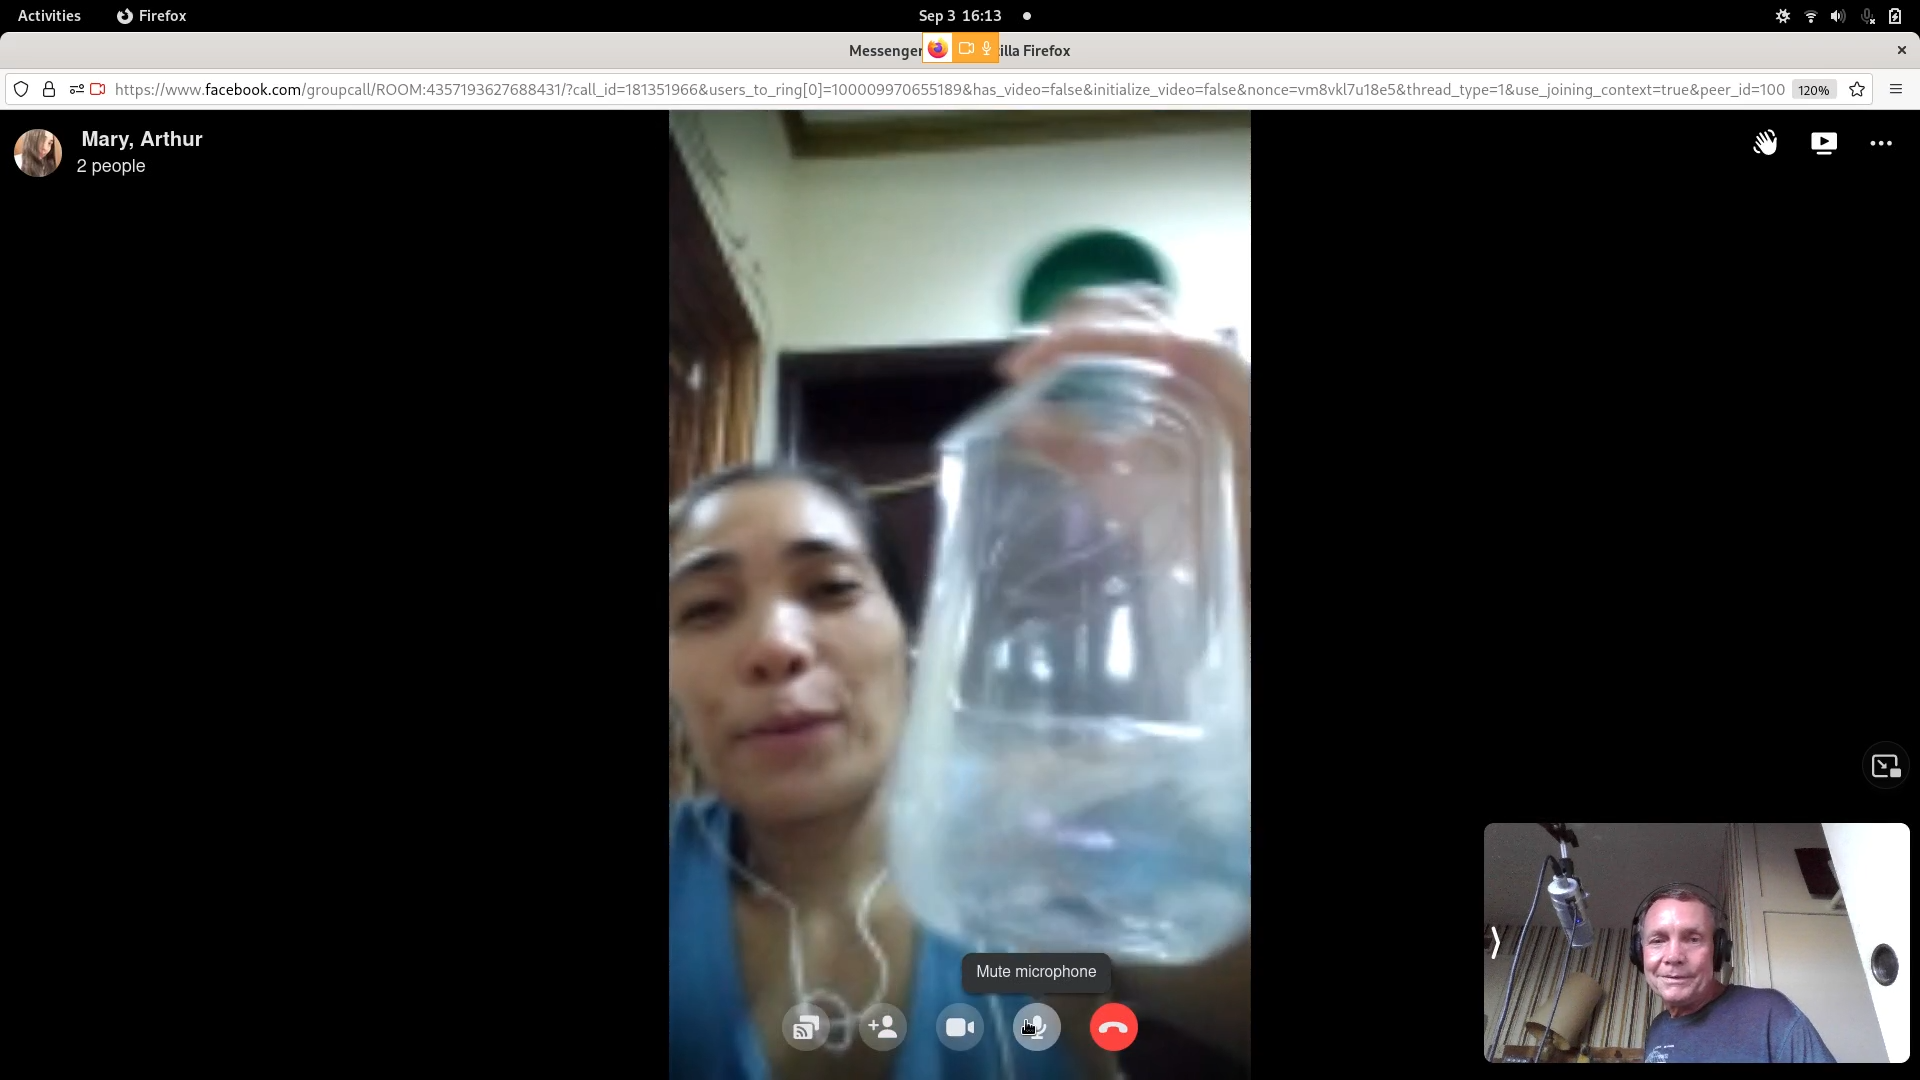 Activities
Firefox
Sep 3 16:13
Messenger
illa Firefox
https://www.facebook.com/groupcall/ROOM:4357193627688431/?call_id=181351966&users_to_ring[0]=100009970655189&has_video=false&initialize_video=false&nonce=vm8vkl7u18e5&thread_type=1&use_joining_context=true&peer_id=100
120%
Mary, Arthur
2 people
Mute microphone